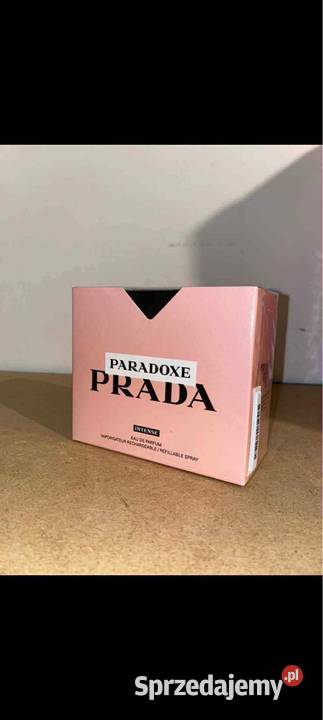 PARADOXE
PRADA
INTENSE
EAU DE PARFUM
VAPORISATEUR RECHARGEABLE / REFILLABLE SPRAY
Sprzedajemy.pl